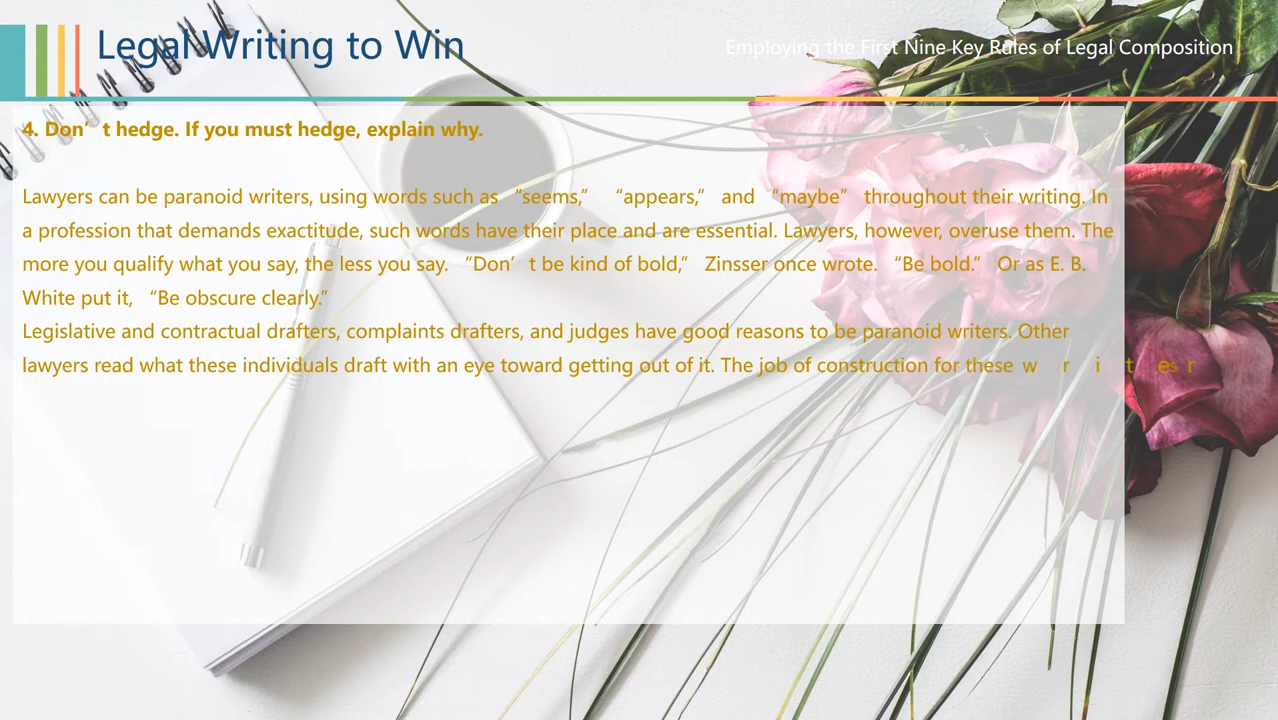 Legal Writing to Win
Employing the First Nine Key Rules of Legal Composition
4. Don’t hedge. If you must hedge, explain why.
Lawyers can be paranoid writers, using words such as “seems,” “appears,” and “maybe” throughout their writing. In
a profession that demands exactitude, such words have their place and are essential. Lawyers, however, overuse them. The
more you qualify what you say, the less you say. “Don’t be kind of bold,” Zinsser once wrote. “Be bold.” Or as E. B.
White put it, “Be obscure clearly.”
Legislative and contractual drafters, complaints drafters, and judges have good reasons to be paranoid writers. Other
lawyers read what these individuals draft with an eye toward getting out of it. The job of construction for these